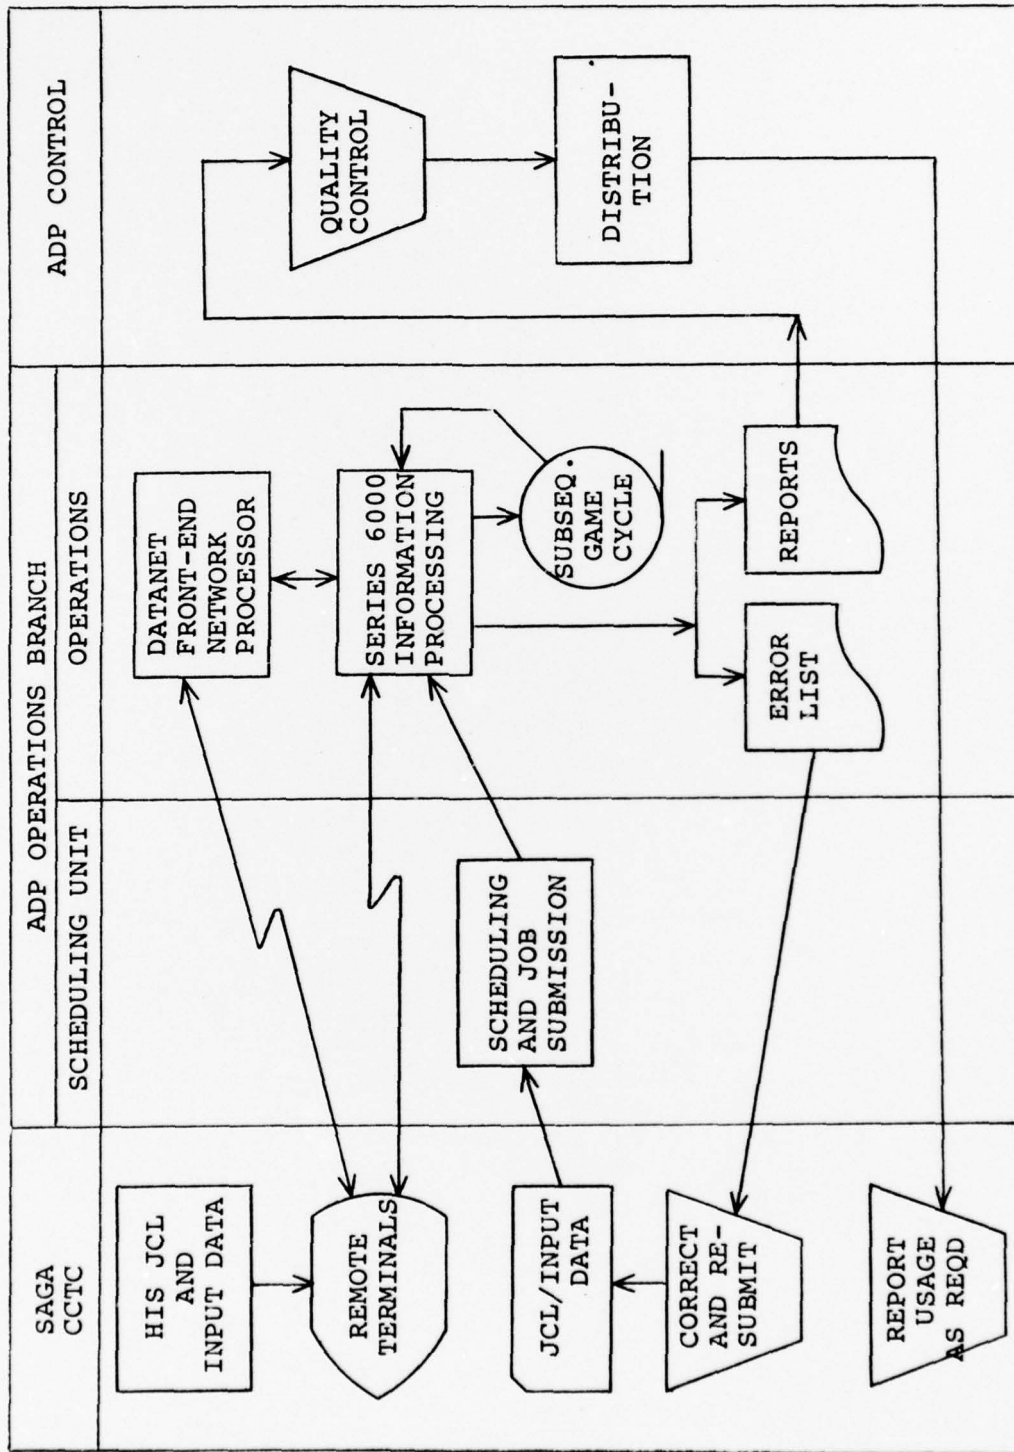 SAGA
CCTC
ADP OPERATIONS BRANCH
SCHEDULING UNIT
OPERATIONS
ADP CONTROL
HIS JCL
AND
INPUT DATA
REMOTE
TERMINALS
JCL/INPUT
DATA
CORRECT
AND RE-
SUBMIT
REPORT
USAGE
AS REQD
SCHEDULING
AND JOB
SUBMISSION
DATANET
FRONT-END
NETWORK
PROCESSOR
SERIES 6000
INFORMATION
PROCESSING
SUBSEQ.
GAME
CYCLE
ERROR
LIST
REPORTS
QUALITY
CONTROL
DISTRIBU-
TION